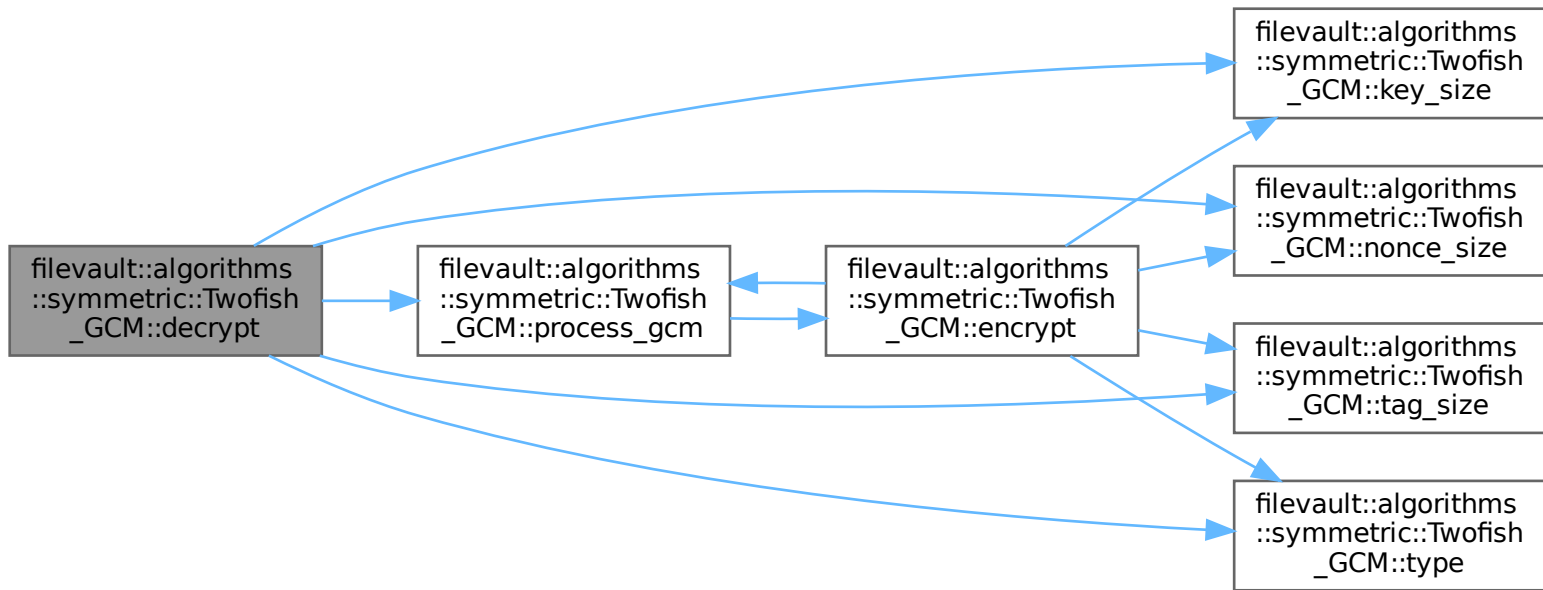 filevault::algorithms
::symmetric::Twofish
_GCM::decrypt
filevault::algorithms
::symmetric::Twofish
_GCM::process_gcm
filevault::algorithms
::symmetric::Twofish
_GCM::encrypt
filevault::algorithms
::symmetric::Twofish
_GCM::key_size
filevault::algorithms
::symmetric::Twofish
_GCM::nonce_size
filevault::algorithms
::symmetric::Twofish
_GCM::tag_size
filevault::algorithms
::symmetric::Twofish
_GCM::type